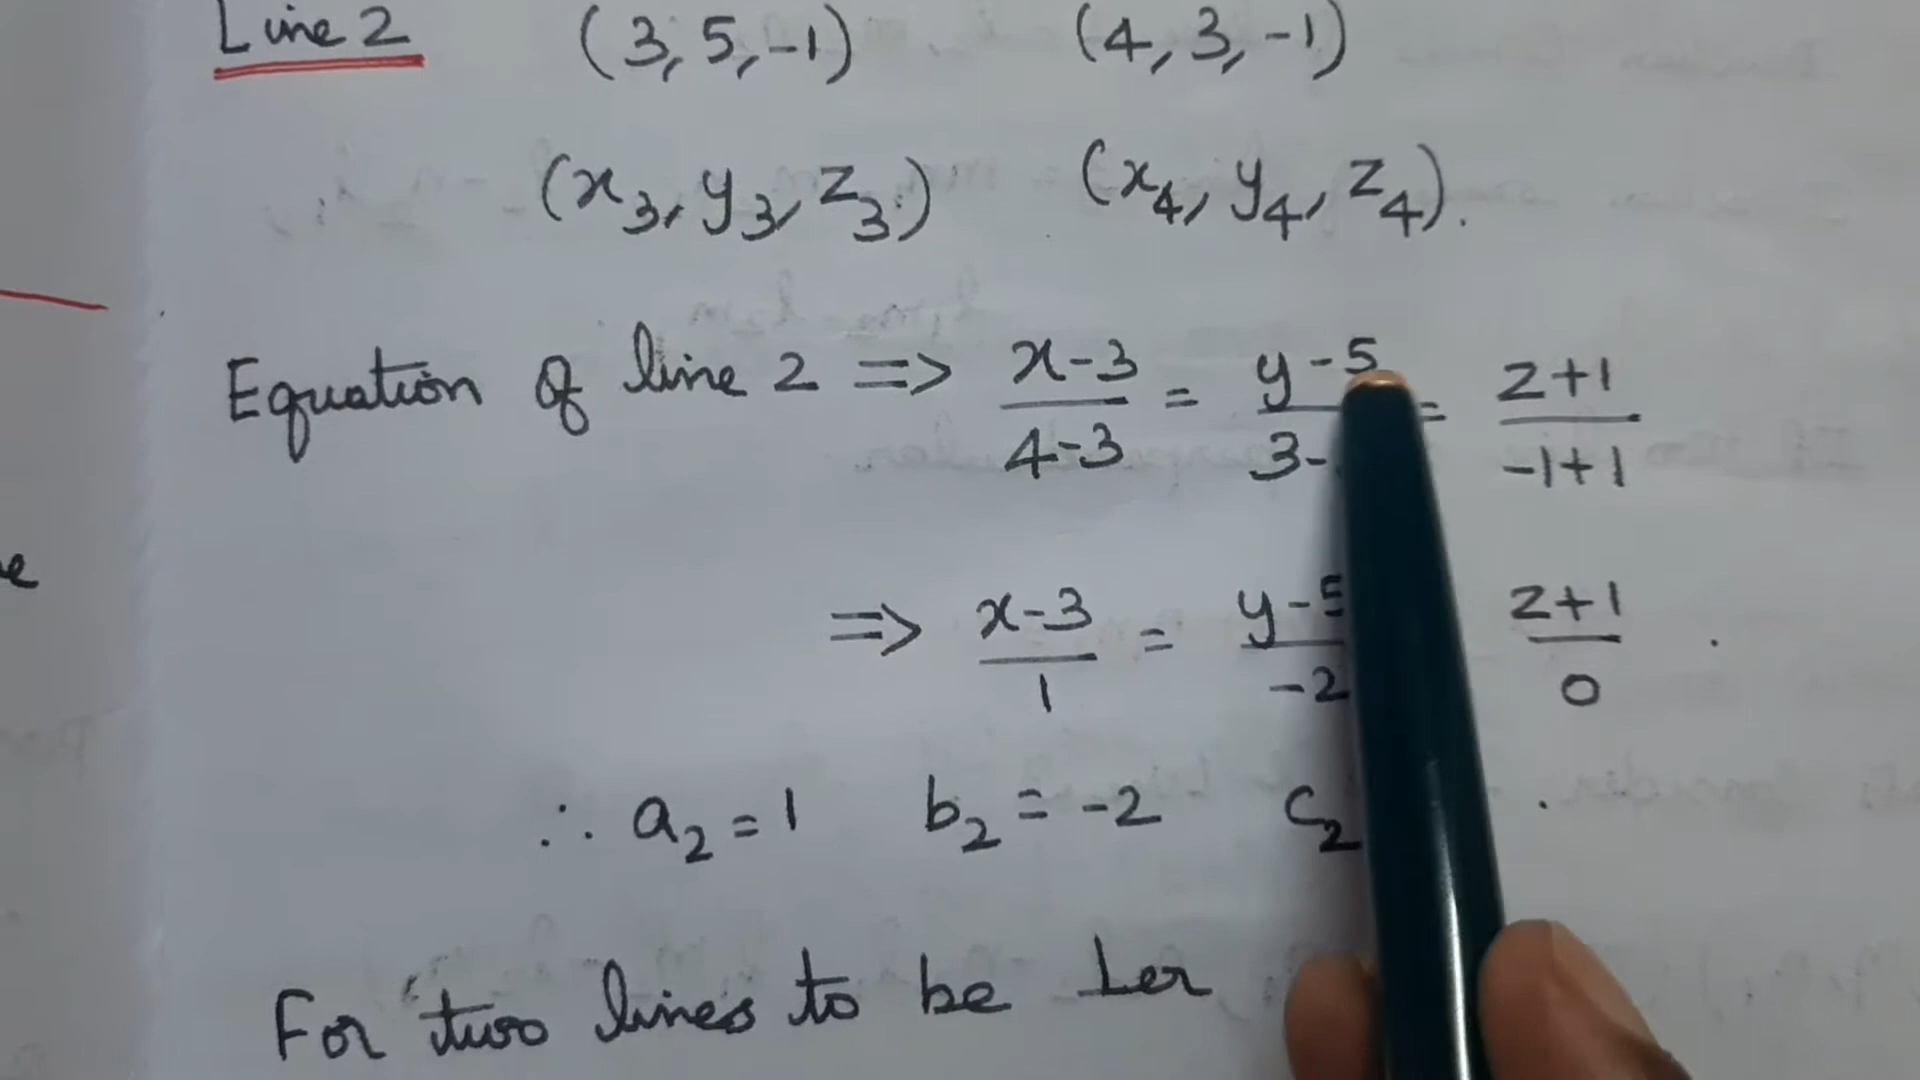 Line 2 (3, 5, -1) (4, 3, -1)
(x₃, y₃, z₃) (x₄, y₄, z₄).
Equation of line 2 => x-3/4-3 = y-5/3- = z+1/-1+1
=> x-3/1 = y-5/-2 z+1/0 .
∴ a₂ = 1 b₂ = -2 C₂
For two lines to be ⊥er